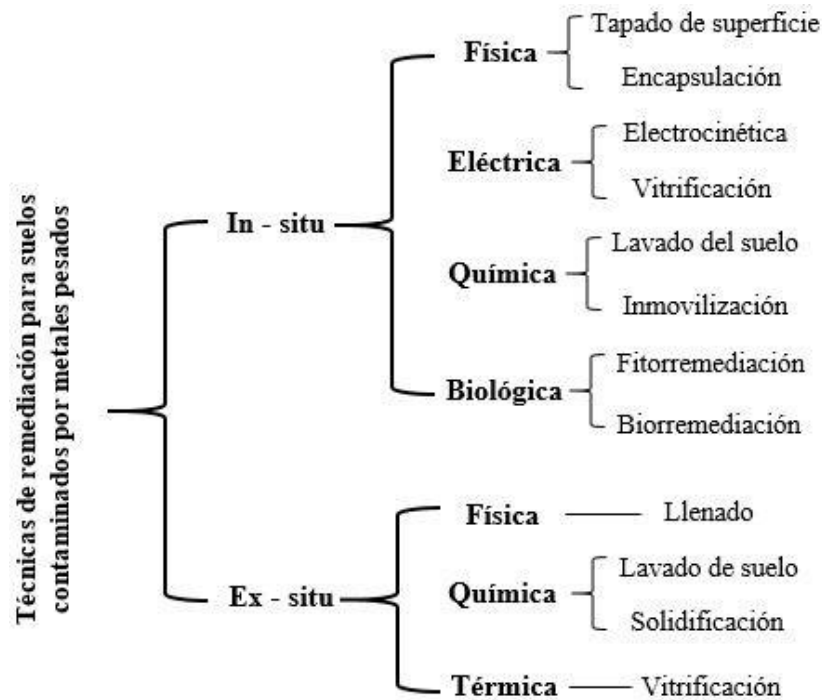 Técnicas de remediación para suelos
contaminados por metales pesados
In - situ
Física
Tapado de superficie
Encapsulación
Eléctrica
Electrocinética
Vitrificación
Química
Lavado del suelo
Inmovilización
Biológica
Fitorremediación
Biorremediación
Ex - situ
Física
Llenado
Química
Lavado de suelo
Solidificación
Térmica
Vitrificación